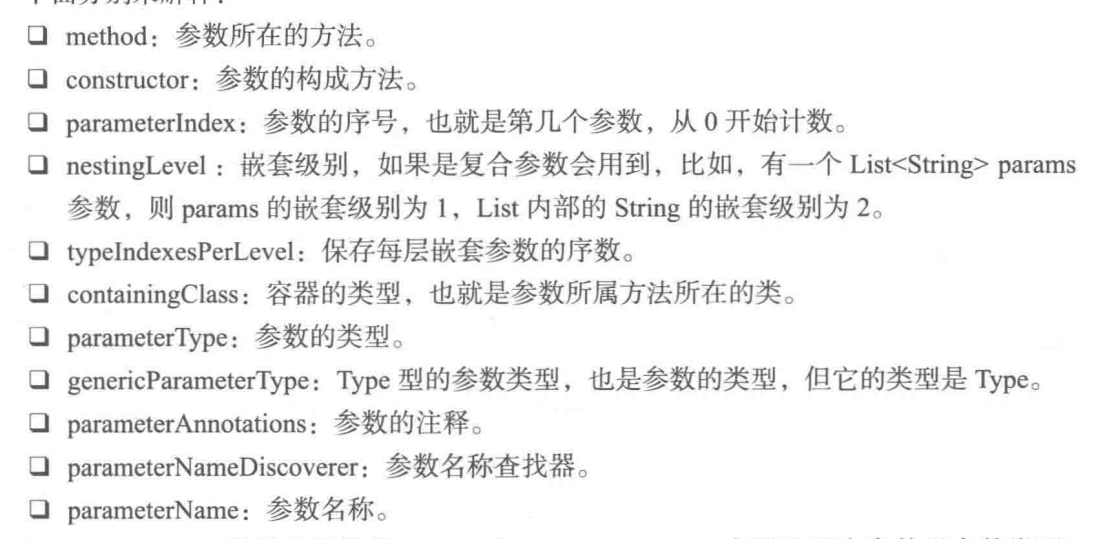 ❏ method：参数所在的方法。
❏ constructor：参数的构成方法。
❏ parameterIndex：参数的序号，也就是第几个参数，从 0 开始计数。
❏ nestingLevel：嵌套级别，如果是复合参数会用到，比如，有一个 List<String> params
参数，则 params 的嵌套级别为 1，List 内部的 String 的嵌套级别为 2。
❏ typeIndexesPerLevel：保存每层嵌套参数的序数。
❏ containingClass：容器的类型，也就是参数所属方法所在的类。
❏ parameterType：参数的类型。
❏ genericParameterType：Type 型的参数类型，也是参数的类型，但它的类型是 Type。
❏ parameterAnnotations：参数的注释。
❏ parameterNameDiscoverer：参数名称查找器。
❏ parameterName：参数名称。